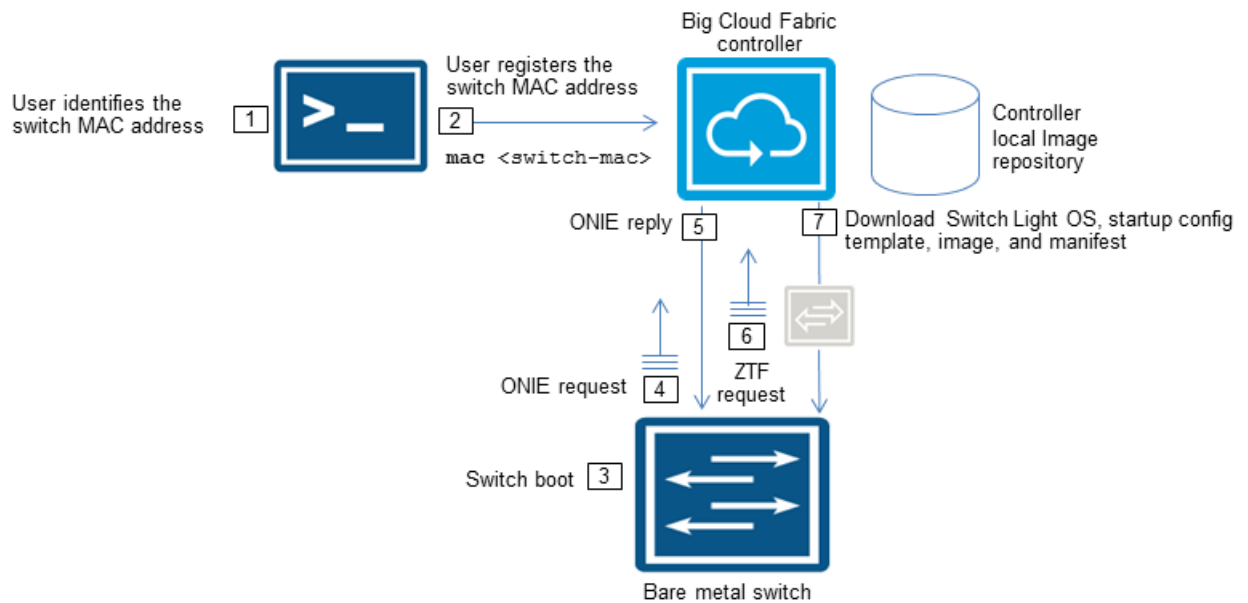 Big Cloud Fabric
controller
User identifies the
switch MAC address
1
>_
User registers the
switch MAC address
2
mac <switch-mac>
Controller
local Image
repository
ONIE reply
5
7
Download Switch Light OS, startup config
template, image, and manifest
6
ZTF
request
ONIE request
4
Switch boot
3
Bare metal switch